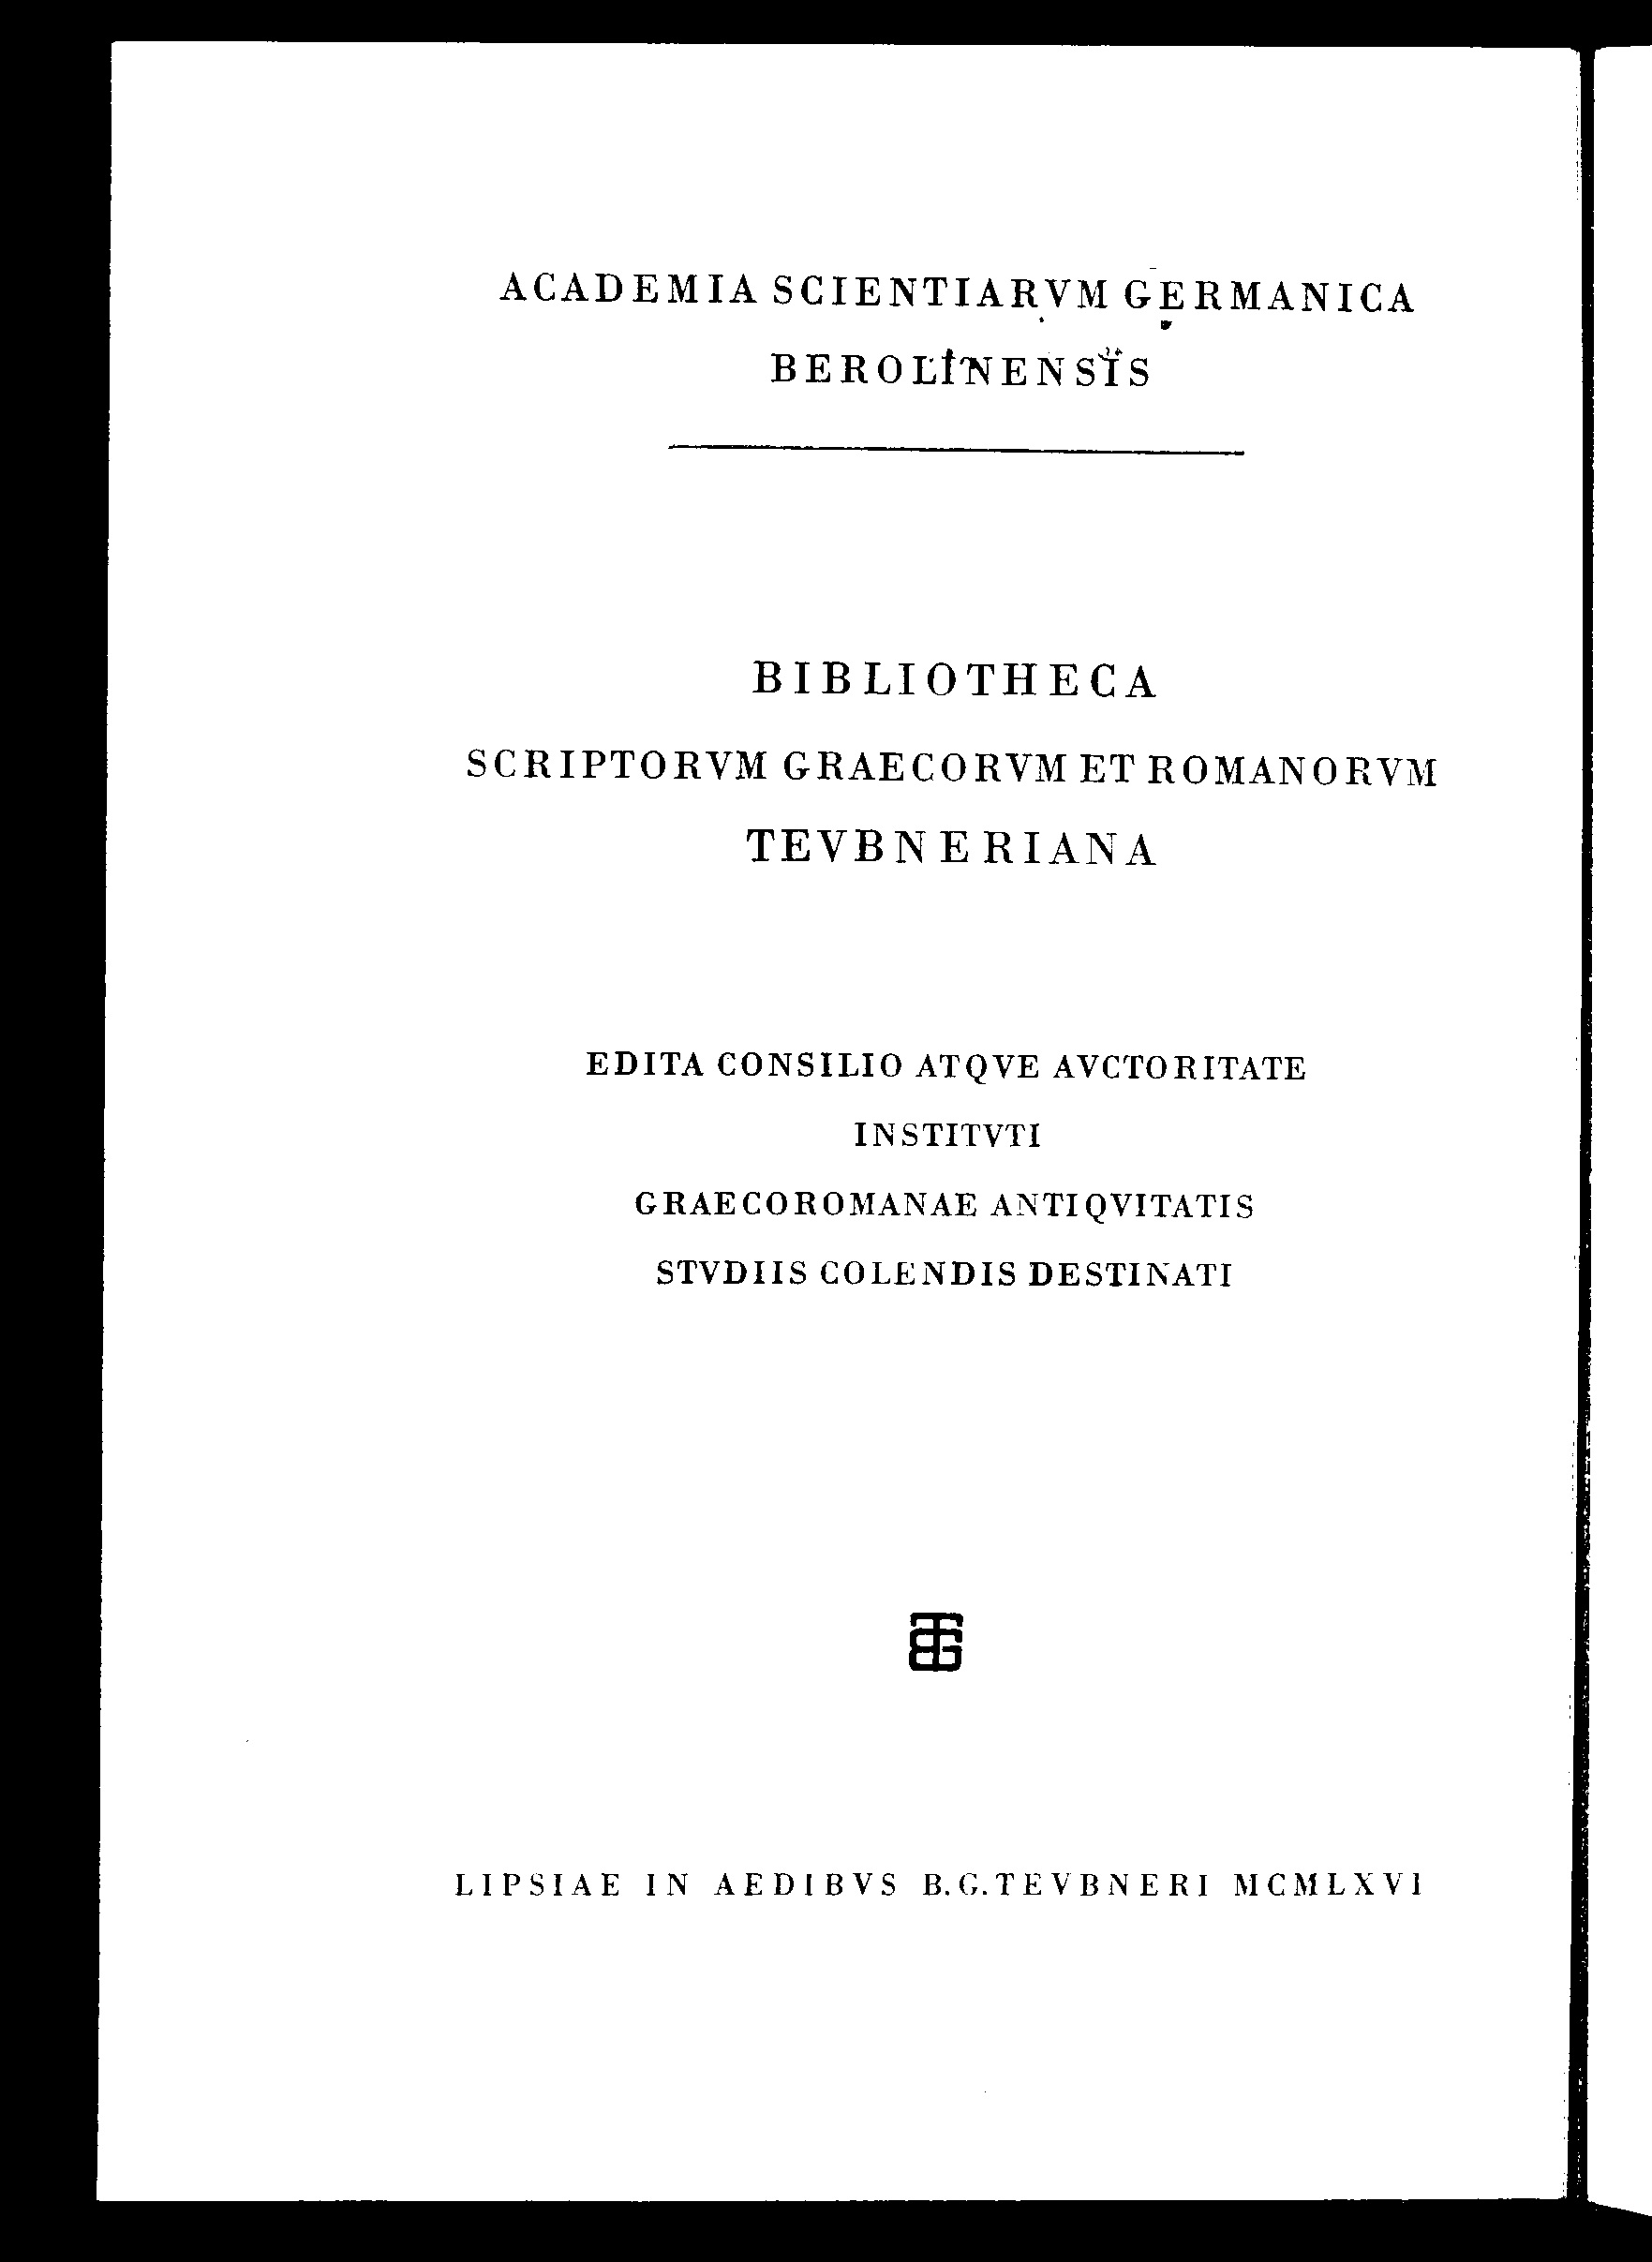 ACADEMIA SCIENTIARVM GERMANICA
BEROLINENSIS
BIBLIOTHECA
SCRIPTORVM GRAECORVM ET ROMANORVM
TEVBNERIANA
EDITA CONSILIO ATQVE AVCTORITATE
INSTITVTI
GRAECOROMANAE ANTIQVITATIS
STVDIIS COLENDIS DESTINATI
LIPSIAE IN AEDIBVS B.G.TEVBNERI MCMLXVI